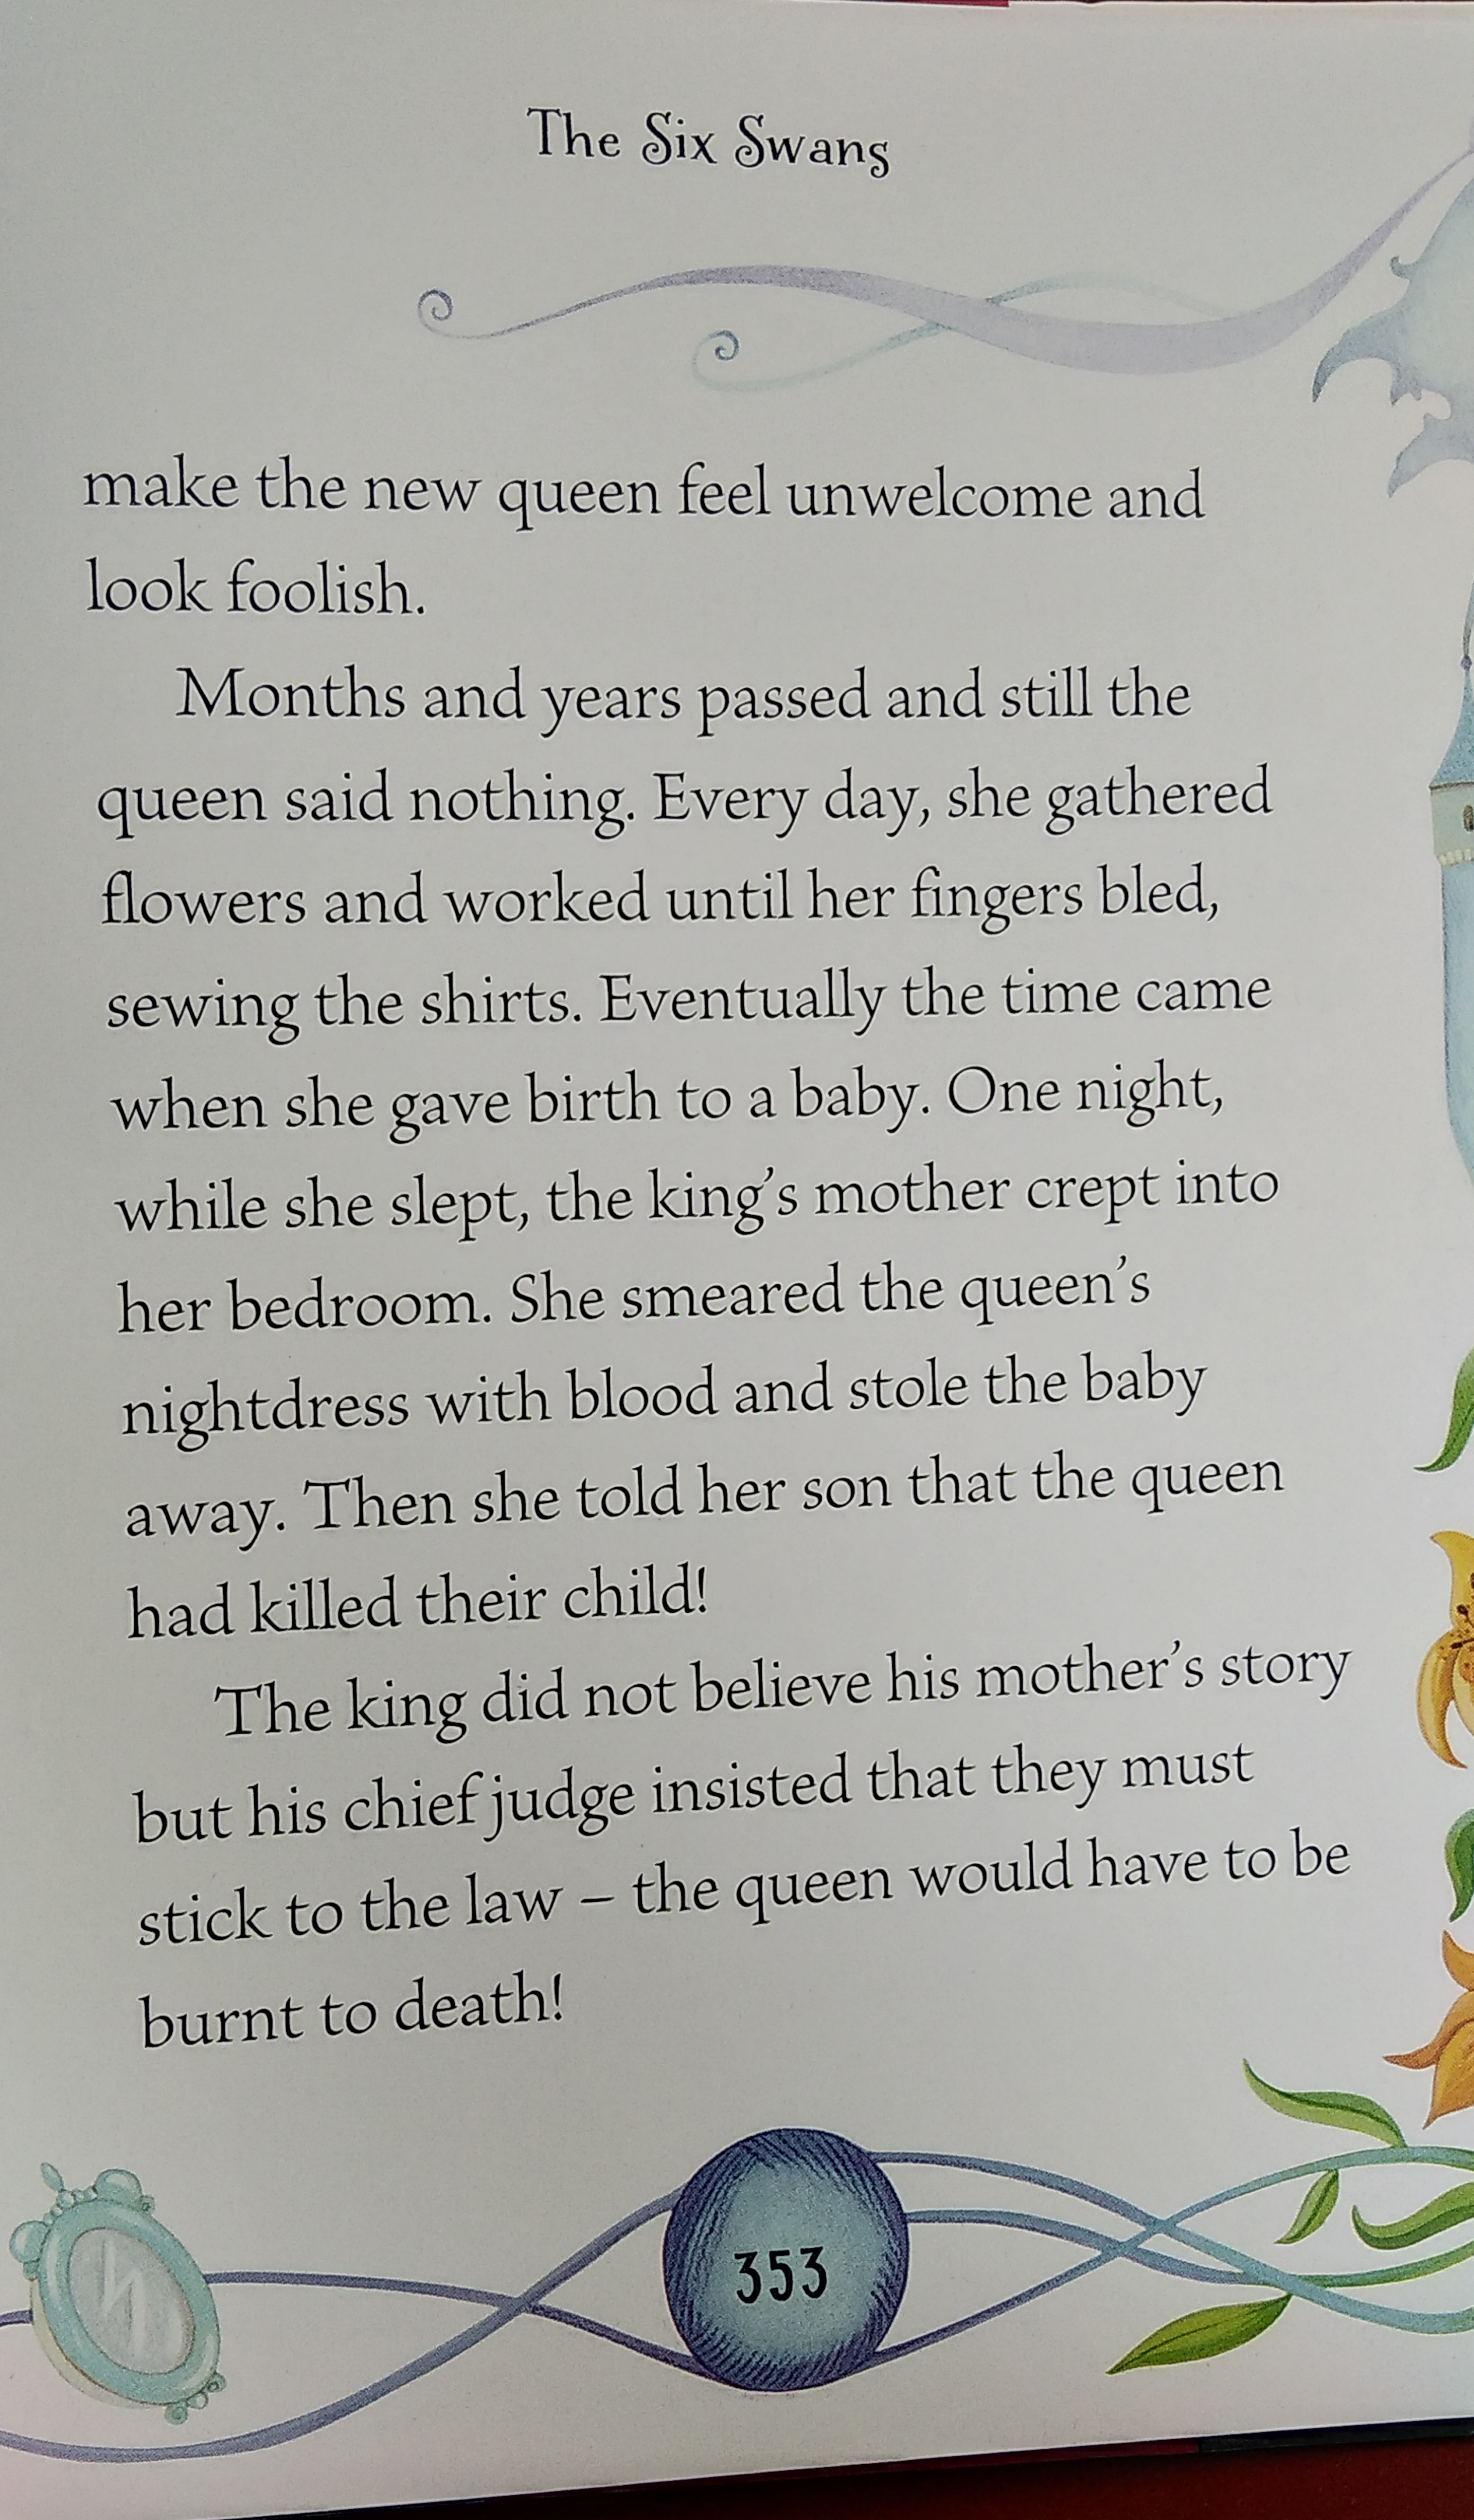 The Six Swans
make the new queen feel unwelcome and
look foolish.
Months and years passed and still the
queen said nothing. Every day, she gathered
flowers and worked until her fingers bled,
sewing the shirts. Eventually the time came
when she gave birth to a baby. One night,
while she slept, the king’s mother crept into
her bedroom. She smeared the queen’s
nightdress with blood and stole the baby
away. Then she told her son that the queen
had killed their child!
The king did not believe his mother’s story
but his chief judge insisted that they must
stick to the law – the queen would have to be
burnt to death!
353